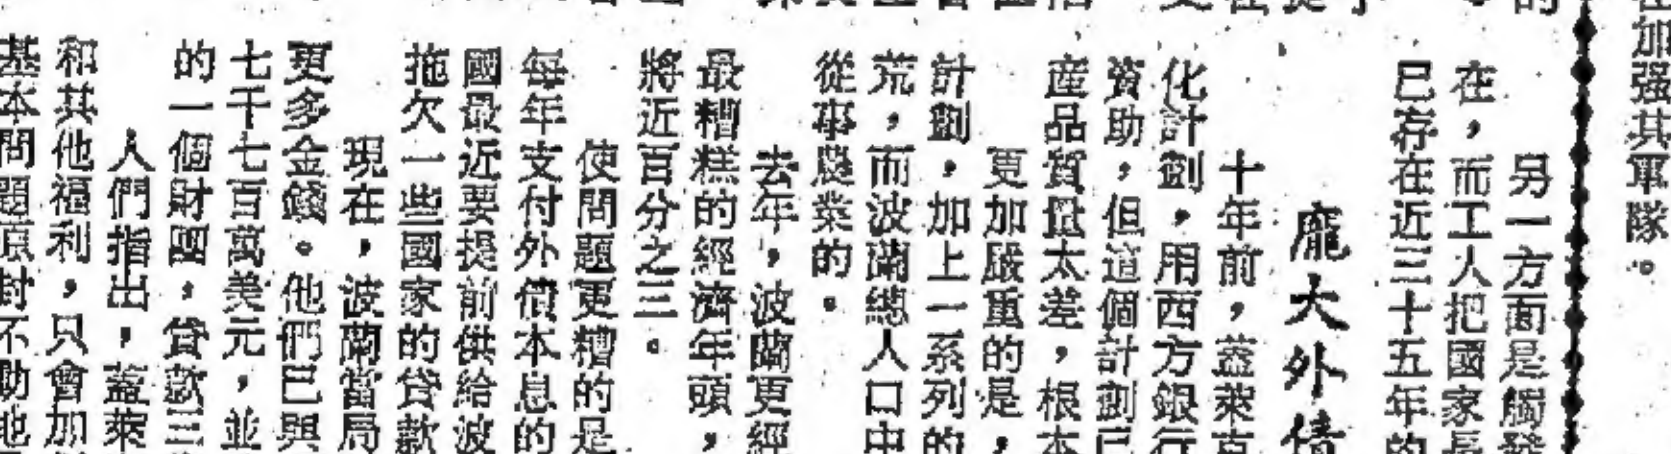 加强其軍隊。
另一方面是觸發
在，而工人把國家長
已存在近三十五年的
龐大外債
十年前，蓋萊克
化計劃，用西方銀行
資助，但這個計劃已
產品質量太差，根本
更加嚴重的是，
計劃，加上一系列的
荒，而波蘭總人口中
從事農業的。
去年，波蘭更經
最糟糕的經濟年頭，
將近百分之三。
使問題更糟的是
每年支付外債本息的
國最近要提前供給波
拖欠一些國家的貸款
現在，波蘭當局
更多金錢。他們已與
七千七百萬美元，並
的一個財團，貸款三
人們指出，蓋萊
和其他福利，只會加
基本問題原封不動地